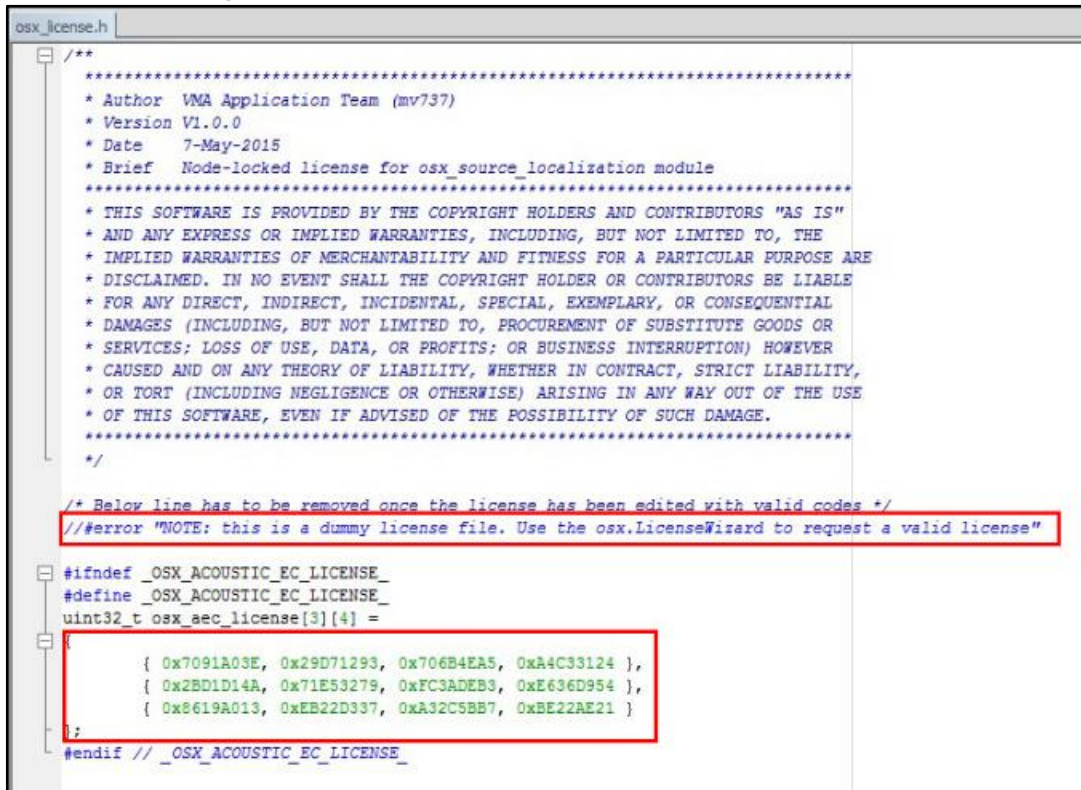 osx_license.h
/**
******************************************************************************
* Author  VMA Application Team (mv737)
* Version V1.0.0
* Date    7-May-2015
* Brief   Node-locked license for osx_source_localization module
******************************************************************************
* THIS SOFTWARE IS PROVIDED BY THE COPYRIGHT HOLDERS AND CONTRIBUTORS "AS IS"
* AND ANY EXPRESS OR IMPLIED WARRANTIES, INCLUDING, BUT NOT LIMITED TO, THE
* IMPLIED WARRANTIES OF MERCHANTABILITY AND FITNESS FOR A PARTICULAR PURPOSE ARE
* DISCLAIMED. IN NO EVENT SHALL THE COPYRIGHT HOLDER OR CONTRIBUTORS BE LIABLE
* FOR ANY DIRECT, INDIRECT, INCIDENTAL, SPECIAL, EXEMPLARY, OR CONSEQUENTIAL
* DAMAGES (INCLUDING, BUT NOT LIMITED TO, PROCUREMENT OF SUBSTITUTE GOODS OR
* SERVICES; LOSS OF USE, DATA, OR PROFITS; OR BUSINESS INTERRUPTION) HOWEVER
* CAUSED AND ON ANY THEORY OF LIABILITY, WHETHER IN CONTRACT, STRICT LIABILITY,
* OR TORT (INCLUDING NEGLIGENCE OR OTHERWISE) ARISING IN ANY WAY OUT OF THE USE
* OF THIS SOFTWARE, EVEN IF ADVISED OF THE POSSIBILITY OF SUCH DAMAGE.
******************************************************************************
*/
/* Below line has to be removed once the license has been edited with valid codes */
//#error "NOTE: this is a dummy license file. Use the osx.LicenseWizard to request a valid license"
#ifndef _OSX_ACOUSTIC_EC_LICENSE_
#define _OSX_ACOUSTIC_EC_LICENSE_
uint32_t osx_aec_license[3][4] =
{
{ 0x7091A03E, 0x29D71293, 0x706B4EA5, 0xA4C33124 },
{ 0x2BD1D14A, 0x71E53279, 0xFC3ADEB3, 0xE636D954 },
{ 0x8619A013, 0xEB22D337, 0xA32C5BB7, 0xBE22AE21 }
};
#endif // _OSX_ACOUSTIC_EC_LICENSE_